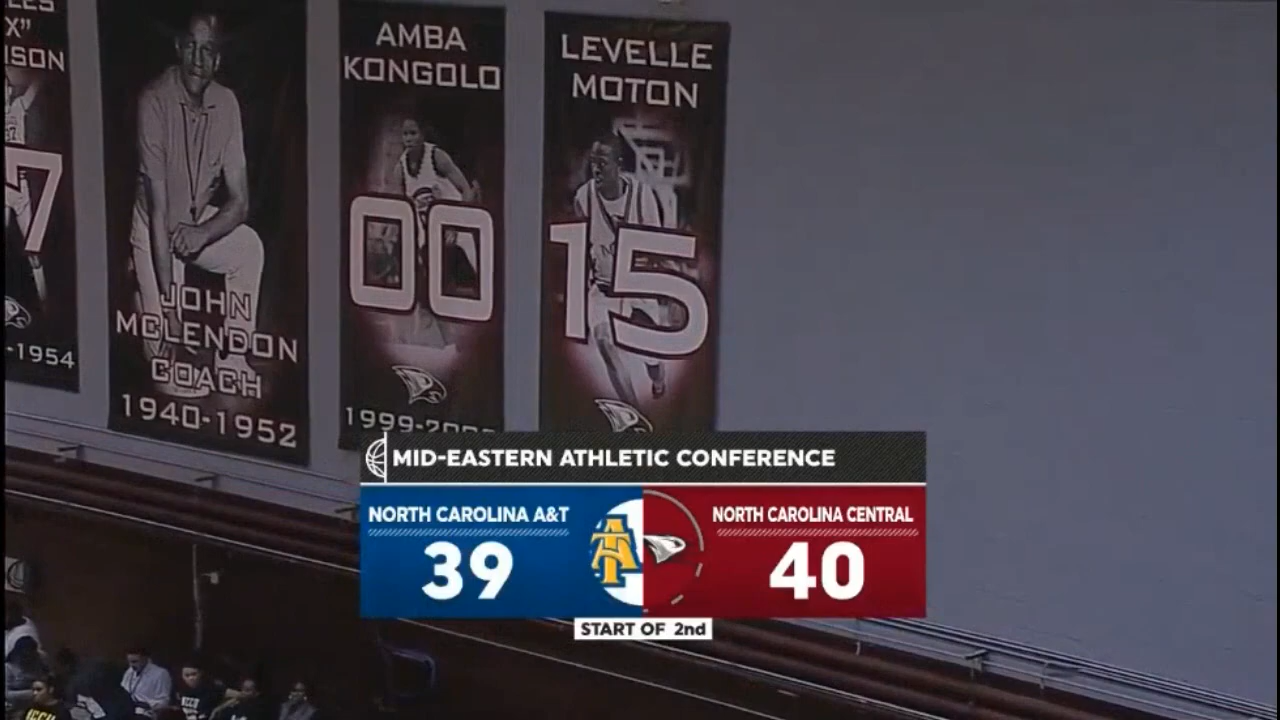 ISON
7
-1954
JOHN
MCLENDON
COACH
1940-1952
AMBA
KONGOLO
00
LEVELLE
MOTON
15
MID-EASTERN ATHLETIC CONFERENCE
NORTH CAROLINA A&T
39
NORTH CAROLINA CENTRAL
40
START OF 2nd